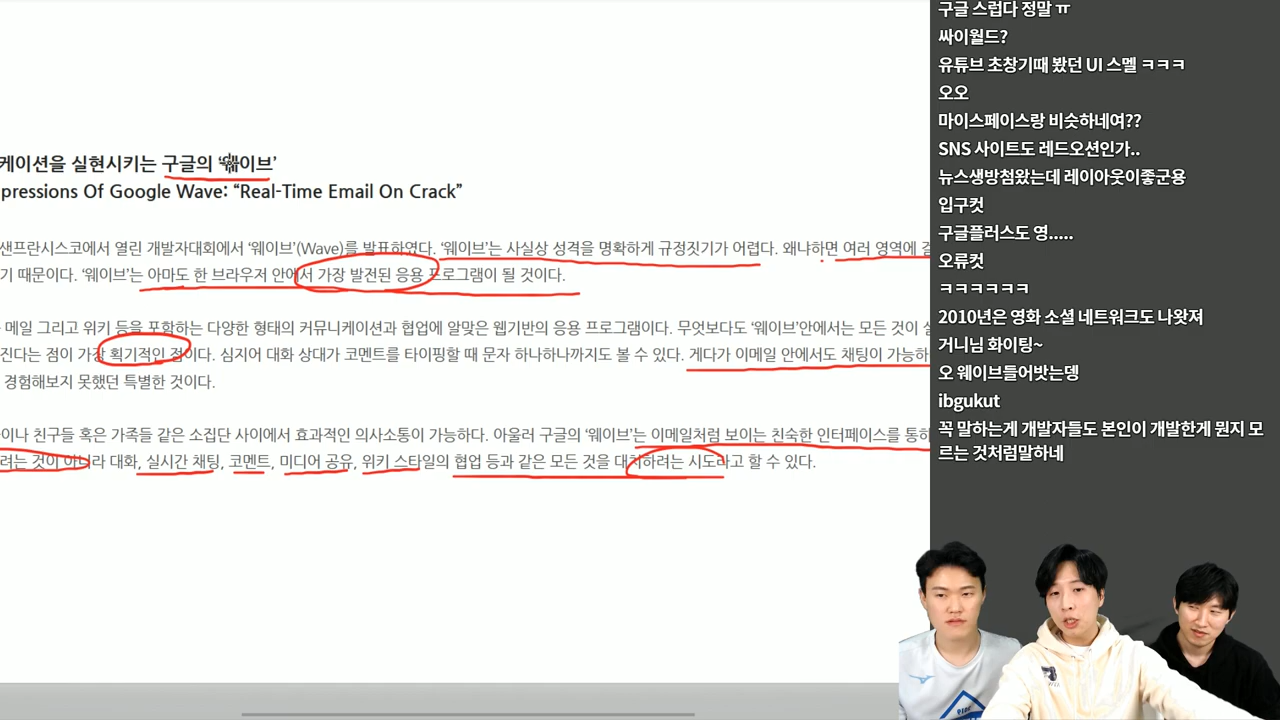 케이션을 실현시키는 구글의 '웨이브'
pressions Of Google Wave: “Real-Time Email On Crack”
샌프란시스코에서 열린 개발자대회에서 ‘웨이브’(Wave)를 발표하였다. ‘웨이브’는 사실상 성격을 명확하게 규정짓기가 어렵다. 왜냐하면 여러 영역에 걸
기 때문이다. ‘웨이브’는 아마도 한 브라우저 안에서 가장 발전된 응용 프로그램이 될 것이다.
메일 그리고 위키 등을 포함하는 다양한 형태의 커뮤니케이션과 협업에 알맞은 웹기반의 응용 프로그램이다. 무엇보다도 ‘웨이브’안에서는 모든 것이 실
진다는 점이 가장 획기적인 점이다. 심지어 대화 상대가 코멘트를 타이핑할 때 문자 하나하나까지도 볼 수 있다. 게다가 이메일 안에서도 채팅이 가능하
경험해보지 못했던 특별한 것이다.
이나 친구들 혹은 가족들 같은 소집단 사이에서 효과적인 의사소통이 가능하다. 아울러 구글의 ‘웨이브’는 이메일처럼 보이는 친숙한 인터페이스를 통하
려는 것이 아니라 대화, 실시간 채팅, 코멘트, 미디어 공유, 위키 스타일의 협업 등과 같은 모든 것을 대치하려는 시도라고 할 수 있다.
구글 스럽다 정말 ㅠ
싸이월드?
유튜브 초창기때 봤던 UI 스멜 ㅋㅋㅋ
오오
마이스페이스랑 비슷하네여??
SNS 사이트도 레드오션인가..
뉴스생방첨왔는데 레이아웃이좋군용
입구컷
구글플러스도 영.....
오류컷
ㅋㅋㅋㅋㅋㅋ
2010년은 영화 소셜 네트워크도 나왓져
거니님 화이팅~
오 웨이브들어밧는뎅
ibgukut
꼭 말하는게 개발자들도 본인이 개발한게 뭔지 모
르는 것처럼말하네